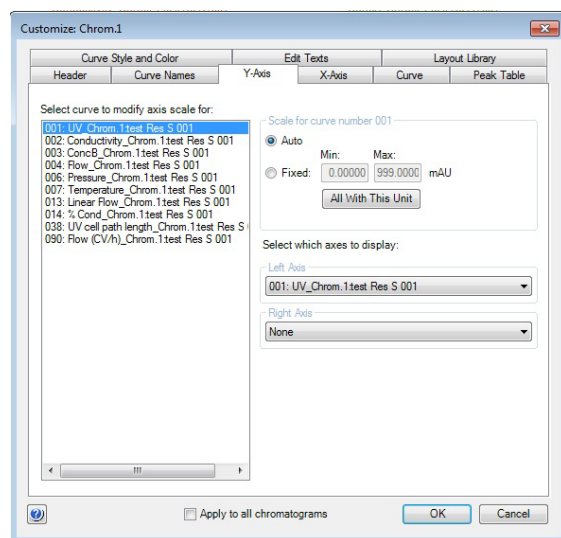 Customize: Chrom.1
Curve Style and Color
Edit Texts
Layout Library
Header
Curve Names
Y-Axis
X-Axis
Curve
Peak Table
Select curve to modify axis scale for:
001: UV_Chrom.1:test Res S 001
002: Conductivity_Chrom.1:test Res S 00
003: ConcB_Chrom.1:test Res S 001
004: Flow_Chrom.1:test Res S 001
006: Pressure_Chrom.1:test Res S 001
007: Temperature_Chrom.1:test Res S 001
013: Linear Flow_Chrom.1:test Res S 001
014: % Cond_Chrom.1:test Res S 001
038: UV cell path length_Chrom.1:test Res S
090: Flow (CV/h)_Chrom.1:test Res S 001
Scale for curve number 001
Auto
Min: Max:
Fixed: 0.00000 999.0000 mAU
All With This Unit
Select which axes to display:
Left Axis
001: UV_Chrom.1:test Res S 001
Right Axis
None
Apply to all chromatograms
OK
Cancel